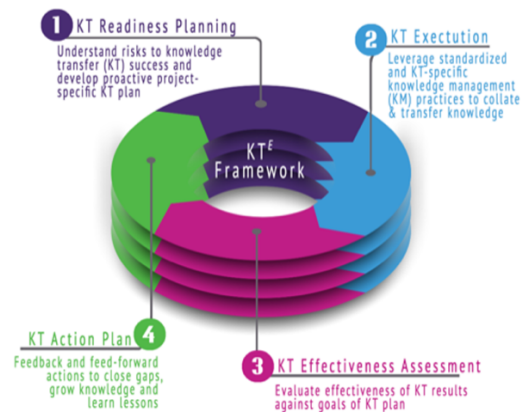 1 KT Readiness Planning
Understand risks to knowledge
transfer (KT) success and
develop proactive project-
specific KT plan
2 KT Exectution
Leverage standardized
and KT-specific
knowledge management
(KM) practices to collate
& transfer knowledge
KTᴱ
Framework
KT Action Plan 4
Feedback and feed-forward
actions to close gaps,
grow knowledge and
learn lessons
3 KT Effectiveness Assessment
Evaluate effectiveness of KT results
against goals of KT plan